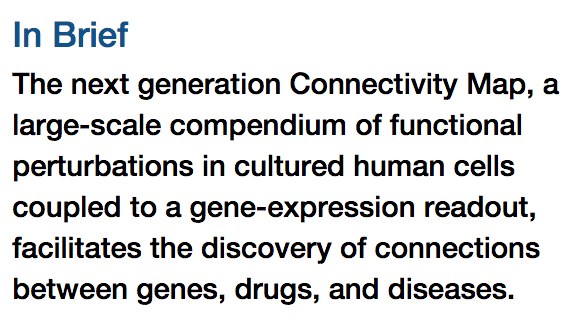 In Brief
The next generation Connectivity Map, a
large-scale compendium of functional
perturbations in cultured human cells
coupled to a gene-expression readout,
facilitates the discovery of connections
between genes, drugs, and diseases.